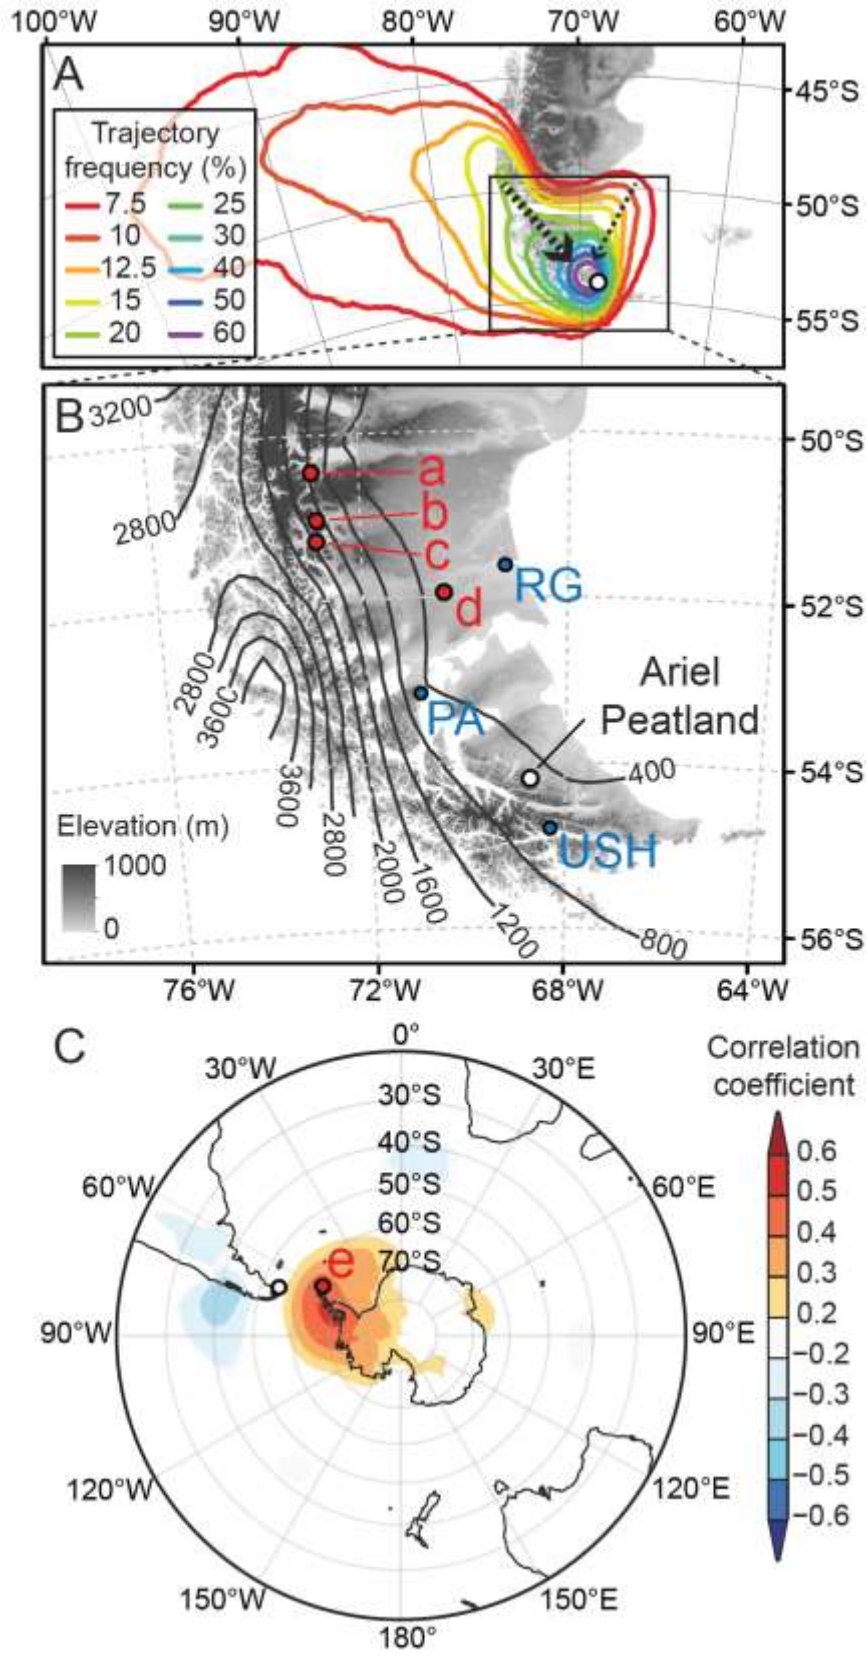 100°W 90°W 80°W 70°W 60°W
A
45°S
50°S
55°S
Trajectory
frequency (%)
7.5 25
10 30
12.5 40
15 50
20 60
B
3200
2800
a
b
c
d
RG
PA
USH
Ariel
Peatland
50°S
52°S
54°S
56°S
2800
3600
3600
2800
2000
1600
1200
800
400
Elevation (m)
1000
0
76°W 72°W 68°W 64°W
C
0°
30°W 30°E
60°W 60°E
90°W 90°E
120°W 120°E
150°W 150°E
180°
30°S
40°S
50°S
60°S
70°S
e
Correlation
coefficient
0.6
0.5
0.4
0.3
0.2
−0.2
−0.3
−0.4
−0.5
−0.6